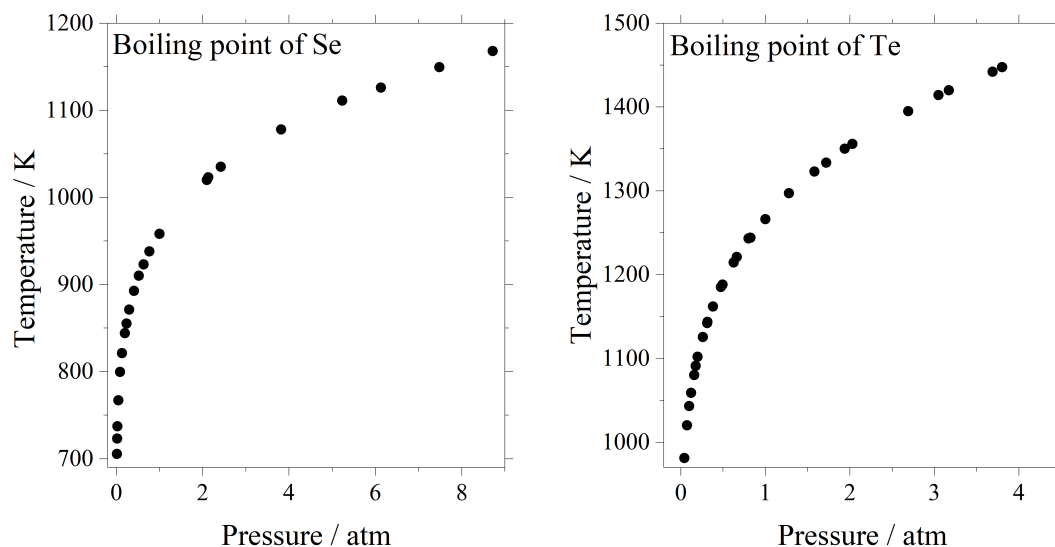 Boiling point of Se
1200
1100
1000
900
800
700
0 2 4 6 8
Temperature / K
Pressure / atm
Boiling point of Te
1500
1400
1300
1200
1100
1000
0 1 2 3 4
Temperature / K
Pressure / atm